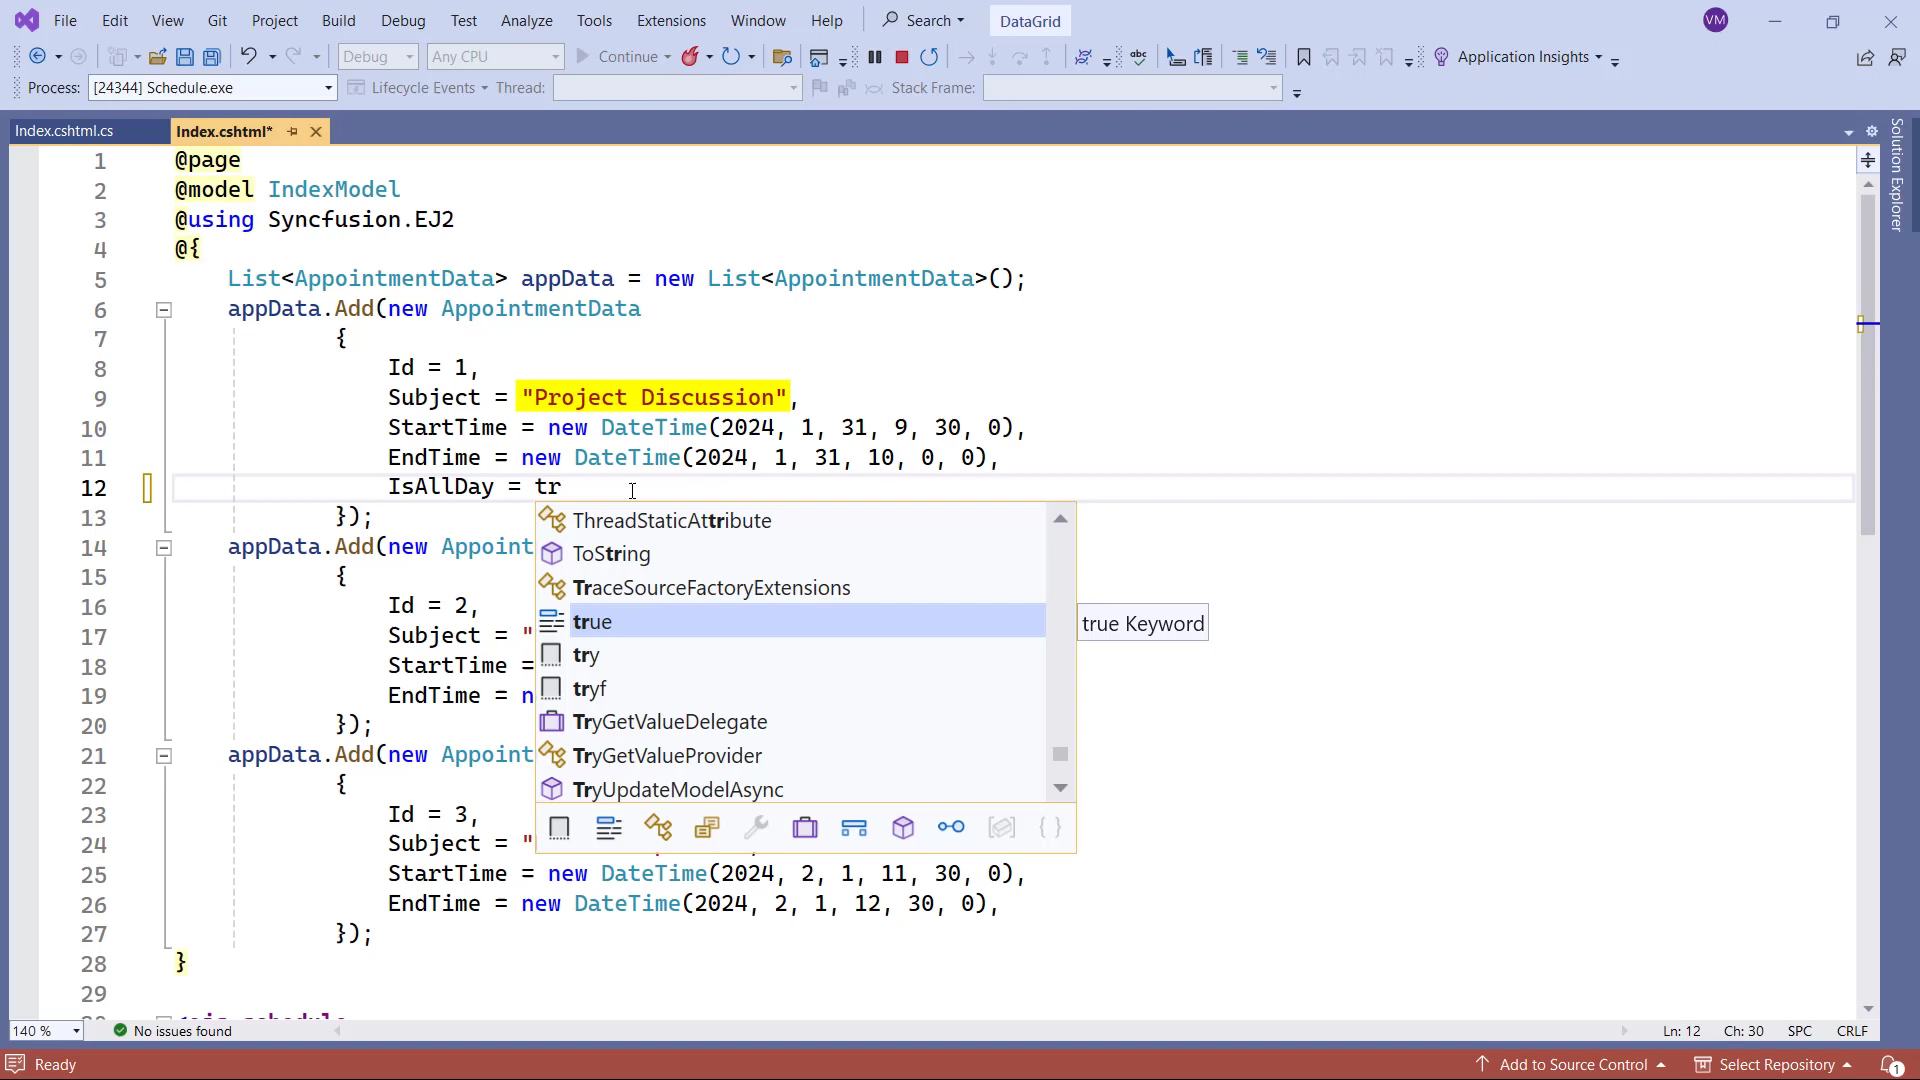 File Edit View Git Project Build Debug Test Analyze Tools Extensions Window Help Search DataGrid VM
Debug Any CPU Continue abc Application Insights
Process: [24344] Schedule.exe Lifecycle Events Thread: Stack Frame:
Index.cshtml.cs Index.cshtml*
Solution Explorer
1 @page
2 @model IndexModel
3 @using Syncfusion.EJ2
4 @{
5 List<AppointmentData> appData = new List<AppointmentData>();
6 appData.Add(new AppointmentData
7 {
8 Id = 1,
9 Subject = "Project Discussion",
10 StartTime = new DateTime(2024, 1, 31, 9, 30, 0),
11 EndTime = new DateTime(2024, 1, 31, 10, 0, 0),
12 IsAllDay = tr
13 });
14 appData.Add(new Appoint
15 {
16 Id = 2,
17 Subject = "
18 StartTime =
19 EndTime = n
20 });
21 appData.Add(new Appoint
22 {
23 Id = 3,
24 Subject = "
25 StartTime = new DateTime(2024, 2, 1, 11, 30, 0),
26 EndTime = new DateTime(2024, 2, 1, 12, 30, 0),
27 });
28 }
29
ThreadStaticAttribute
ToString
TraceSourceFactoryExtensions
true
true Keyword
try
tryf
TryGetValueDelegate
TryGetValueProvider
TryUpdateModelAsync
140 % No issues found Ln: 12 Ch: 30 SPC CRLF
Ready Add to Source Control Select Repository 1